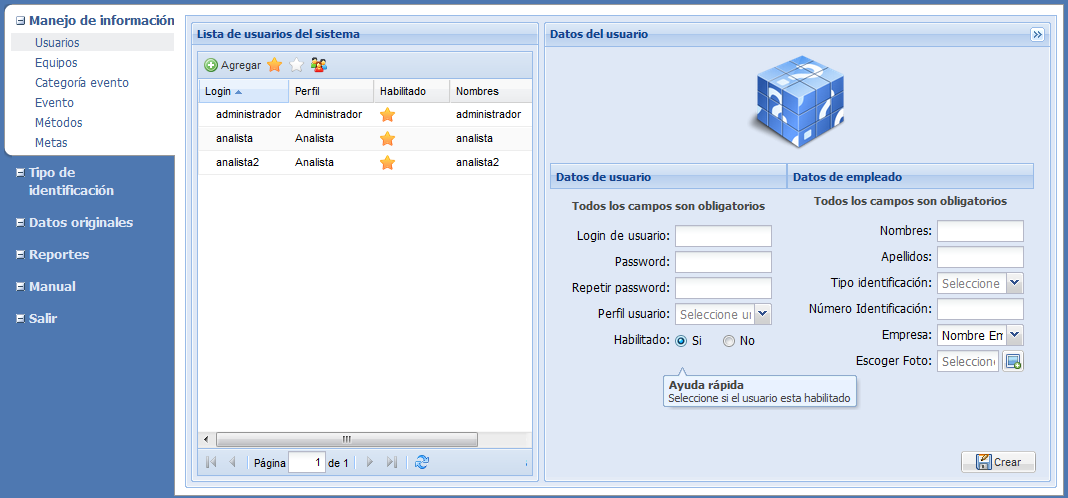 Manejo de información
Usuarios
Equipos
Categoría evento
Evento
Métodos
Metas
Tipo de
identificación
Datos originales
Reportes
Manual
Salir
Lista de usuarios del sistema
Agregar
Login Perfil Habilitado Nombres
administrador Administrador administrador
analista Analista analista
analista2 Analista analista2
Página 1 de 1
Datos del usuario
Datos de usuario
Todos los campos son obligatorios
Login de usuario:
Password:
Repetir password:
Perfil usuario: Seleccione
Habilitado: Si No
Ayuda rápida
Seleccione si el usuario esta habilitado
Datos de empleado
Todos los campos son obligatorios
Nombres:
Apellidos:
Tipo identificación: Seleccione
Número Identificación:
Empresa: Nombre
Escoger Foto:
Crear